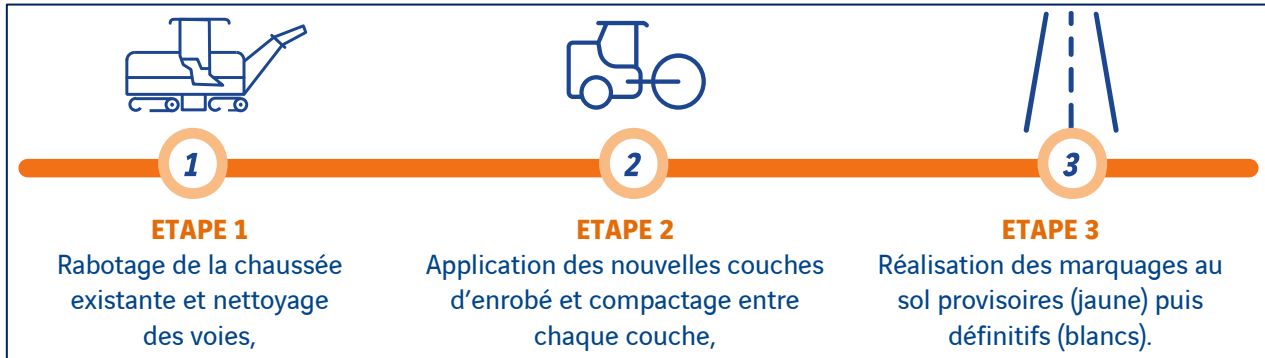 1
2
3
ETAPE 1
Rabotage de la chaussée
existante et nettoyage
des voies,
ETAPE 2
Application des nouvelles couches
d’enrobé et compactage entre
chaque couche,
ETAPE 3
Réalisation des marquages au
sol provisoires (jaune) puis
définitifs (blancs).